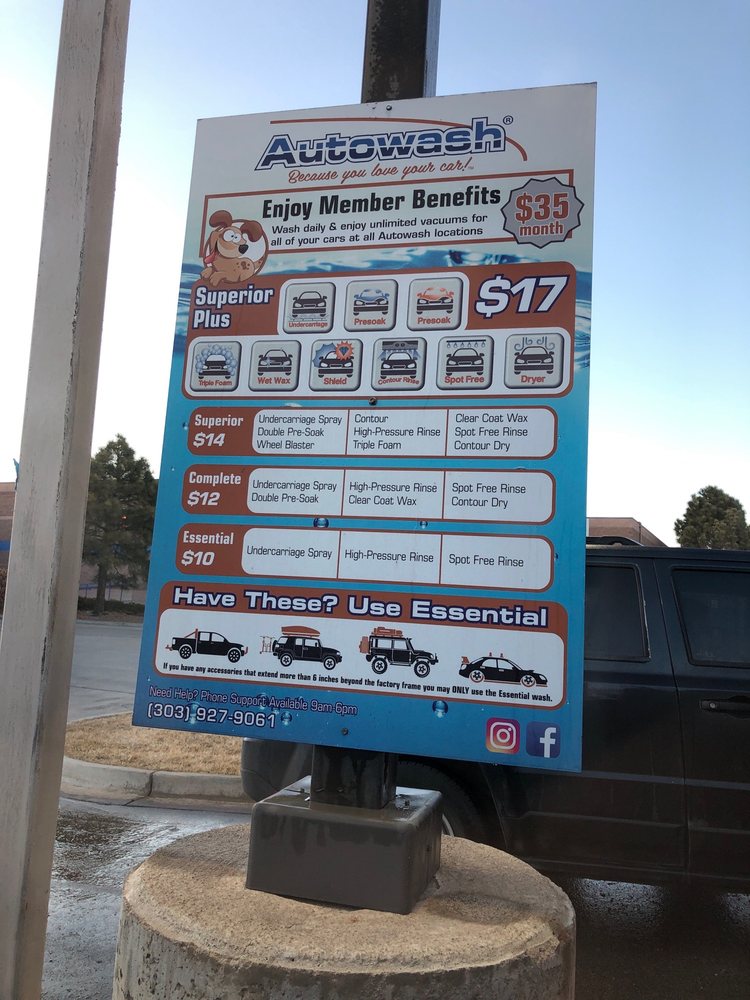 Autowash®
Because you love your car!™
Enjoy Member Benefits
Wash daily & enjoy unlimited vacuums for
all of your cars at all Autowash locations
$35
month
Superior
Plus
$17
Undercarriage
Presoak
Presoak
Triple Foam
Wet Wax
Shield
Contour Rinse
Spot Free
Dryer
Superior
$14
Undercarriage Spray
Double Pre-Soak
Wheel Blaster
Contour
High-Pressure Rinse
Triple Foam
Clear Coat Wax
Spot Free Rinse
Contour Dry
Complete
$12
Undercarriage Spray
Double Pre-Soak
High-Pressure Rinse
Clear Coat Wax
Spot Free Rinse
Contour Dry
Essential
$10
Undercarriage Spray
High-Pressure Rinse
Spot Free Rinse
Have These? Use Essential
If you have any accessories that extend more than 6 inches beyond the factory frame you may ONLY use the Essential wash.
Need Help? Phone Support Available 9am-6pm
(303) 927-9061
f